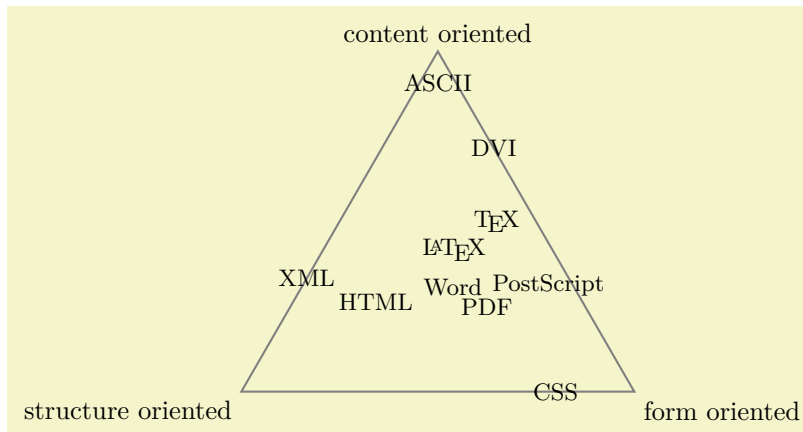 content oriented
ASCII
DVI
TEX
LATEX
XML
Word
PostScript
HTML
PDF
CSS
structure oriented
form oriented